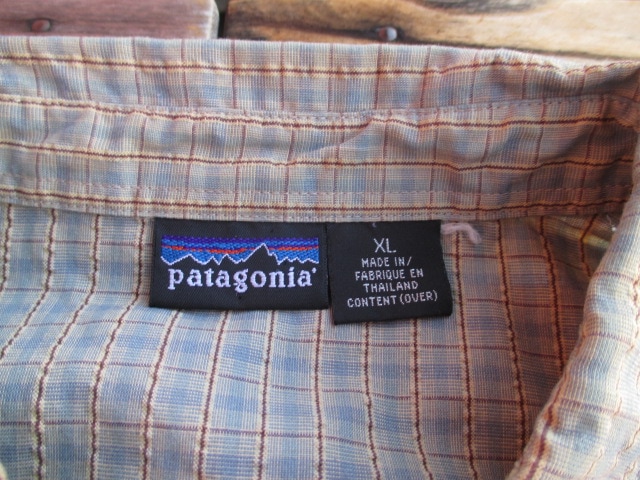 patagonia®
XL
MADE IN/
FABRIQUE EN
THAILAND
CONTENT (OVER)